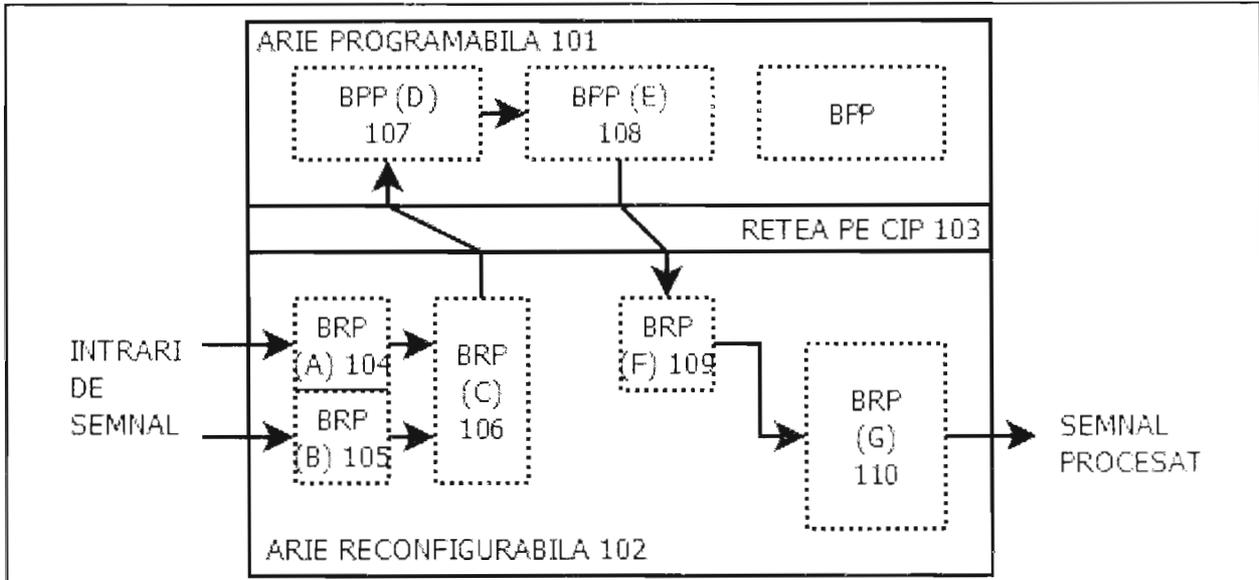 ARIE PROGRAMABILA 101
BPP (D)
107
BPP (E)
108
BPP
RETEA PE CIP 103
INTRARI
DE
SEMNAL
BRP
(A) 104
BRP
(B) 105
BRP
(C)
106
BRP
(F) 109
BRP
(G)
110
SEMNAL
PROCESAT
ARIE RECONFIGURABILA 102